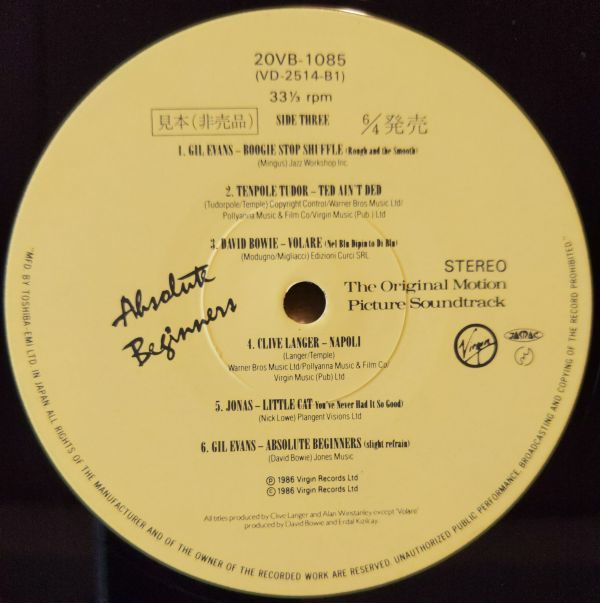 20VB-1085
(VD-2514-B1)
33⅓ rpm
見本(非売品) SIDE THREE 6/4発売
1. GIL EVANS – BOOGIE STOP SHUFFLE (Rough and the Smooth)
(Mingus) Jazz Workshop Inc.
2. TENPOLE TUDOR – TED AIN'T DED
(Tudorpole/Temple) Copyright Control/Warner Bros Music Ltd/
Pollyanna Music & Film Co/Virgin Music (Pub.) Ltd
3. DAVID BOWIE – VOLARE (Nel Blu Dipinto Di Blu)
(Modugno/Migliacci) Edizioni Curci SRL
STEREO
Absolute
Beginners
The Original Motion
Picture Soundtrack
4. CLIVE LANGER – NAPOLI
(Langer/Temple)
Warner Bros Music Ltd/Pollyanna Music & Film Co/
Virgin Music (Pub) Ltd
Virgin
5. JONAS – LITTLE CAT (You've Never Had It So Good)
(Nick Lowe) Plangent Visions Ltd
6. GIL EVANS – ABSOLUTE BEGINNERS (slight refrain)
(David Bowie) Jones Music
Ⓟ 1986 Virgin Records Ltd
© 1986 Virgin Records Ltd
All titles produced by Clive Langer and Alan Winstanley except 'Volare'
produced by David Bowie and Erdal Kizilcay.
"MFD BY TOSHIBA-EMI LTD. IN JAPAN ALL RIGHTS OF THE MANUFACTURER AND OF THE OWNER OF THE RECORDED WORK ARE RESERVED. UNAUTHORIZED PUBLIC PERFORMANCE, BROADCASTING AND COPYING OF THE RECORD PROHIBITED."